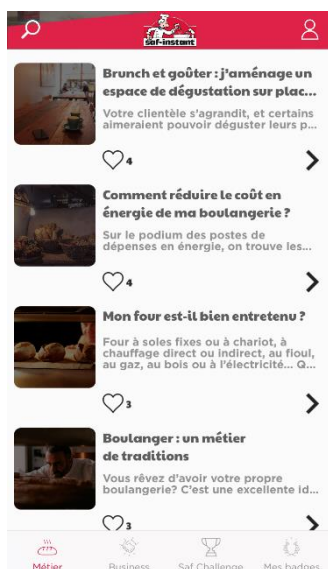 saf-instant
Brunch et goûter : j'aménage un
espace de dégustation sur plac...
Votre clientèle s'agrandit, et certains
aimeraient pouvoir déguster leurs p...
4
Comment réduire le coût en
énergie de ma boulangerie ?
Sur le podium des postes de
dépenses en énergie, on trouve les...
4
Mon four est-il bien entretenu ?
Four à soles fixes ou à chariot, à
chauffage direct ou indirect, au fioul,
au gaz, au bois ou à l'électricité... Q...
3
Boulanger : un métier
de traditions
Vous rêvez d'avoir votre propre
boulangerie? C'est une excellente id...
3
Métier Business Saf Challenge Mes badges